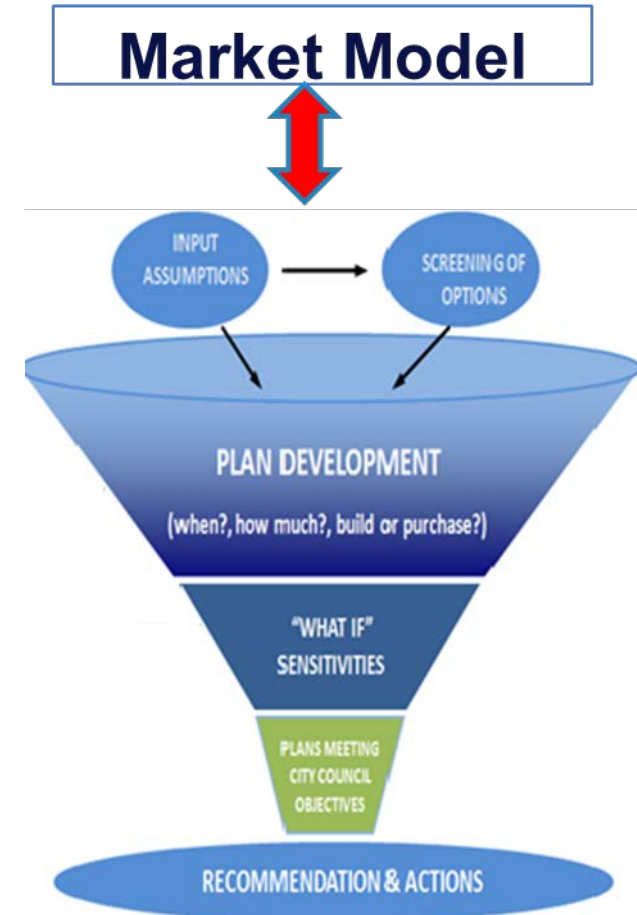 Market Model
INPUT
ASSUMPTIONS
SCREENING OF
OPTIONS
PLAN DEVELOPMENT
(when?, how much?, build or purchase?)
"WHAT IF"
SENSITIVITIES
PLANS MEETING
CITY COUNCIL
OBJECTIVES
RECOMMENDATION & ACTIONS